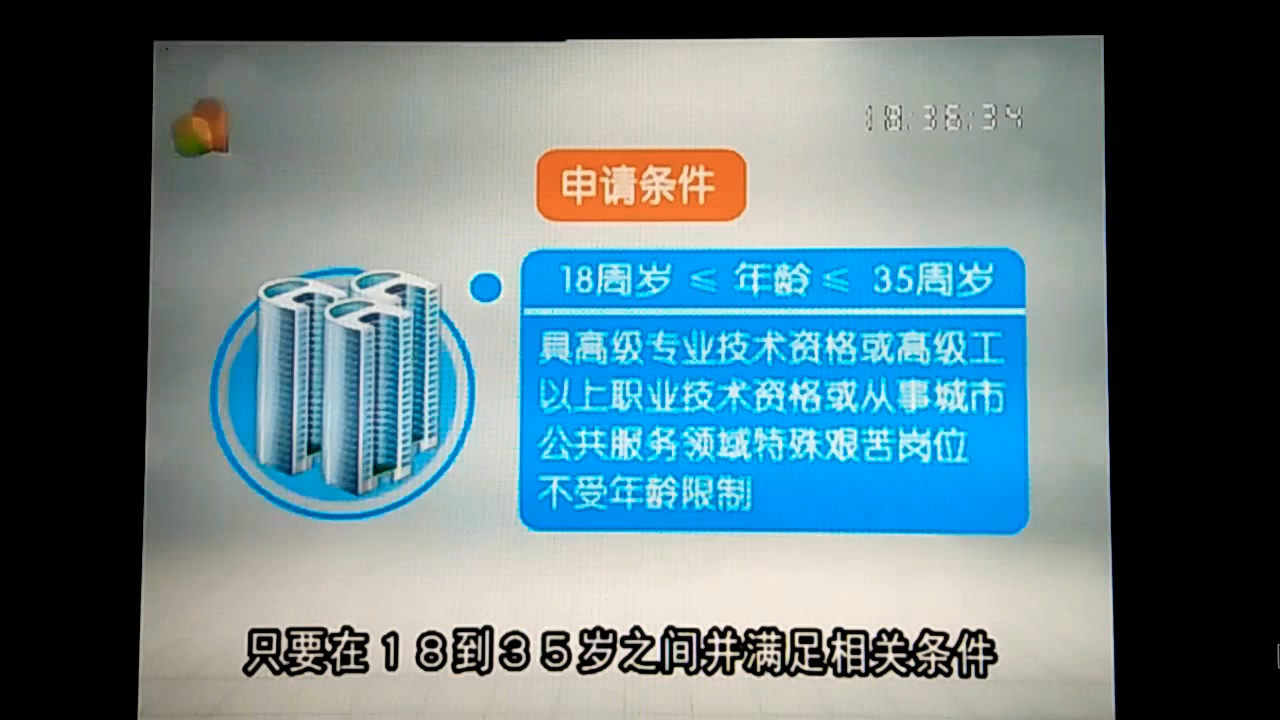 18:36:34
申请条件
18周岁 ≤ 年龄 ≤ 35周岁
具高级专业技术资格或高级工
以上职业技术资格或从事城市
公共服务领域特殊艰苦岗位
不受年龄限制
只要在18到35岁之间并满足相关条件